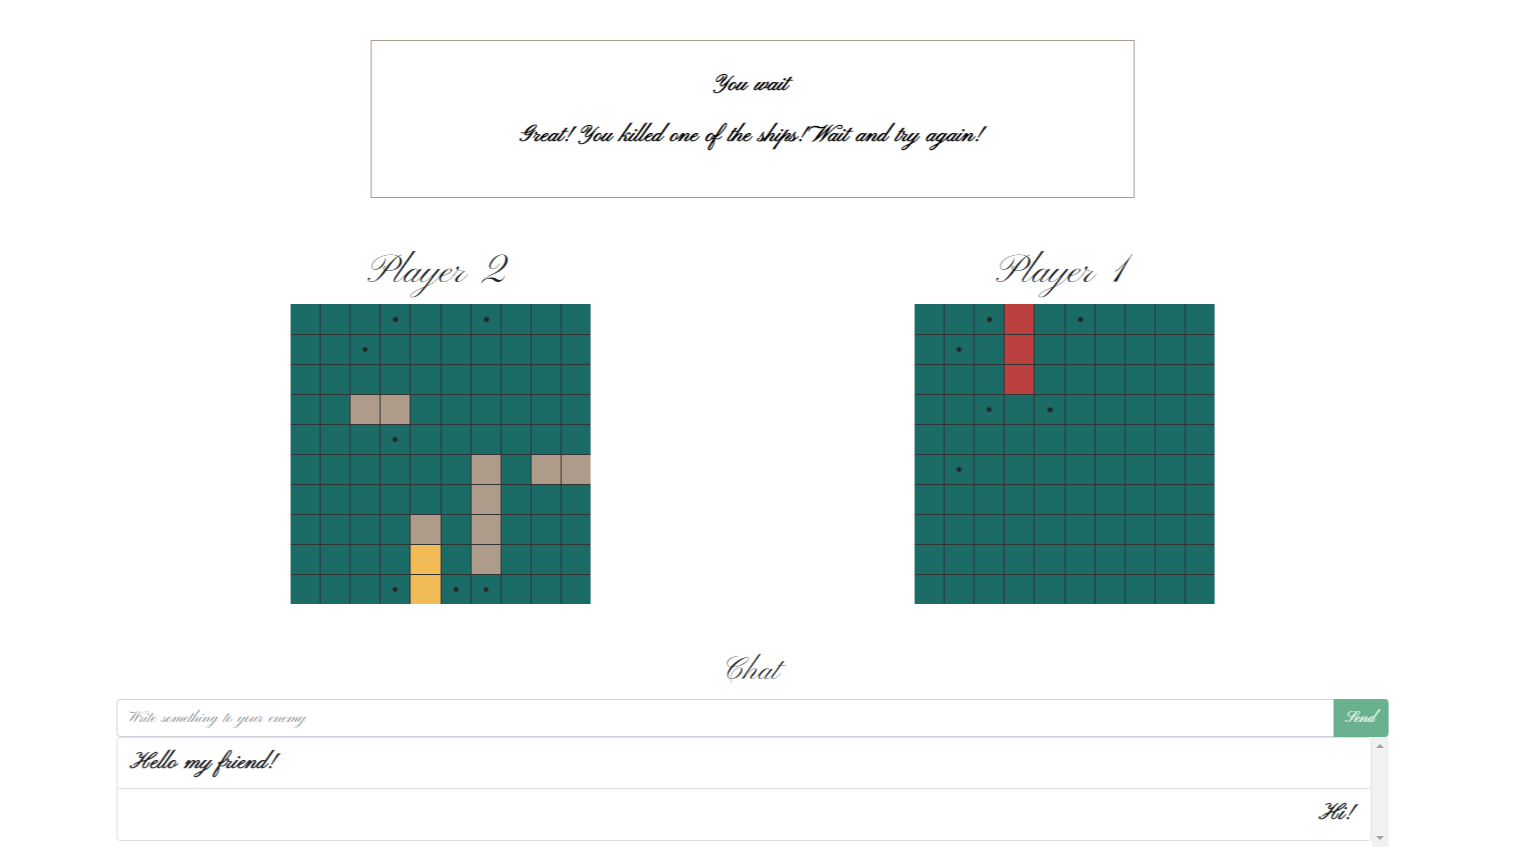 You wait
Great! You killed one of the ships! Wait and try again!
Player 2
Player 1
Chat
Write something to your enemy
Send
Hello my friend!
Hi!